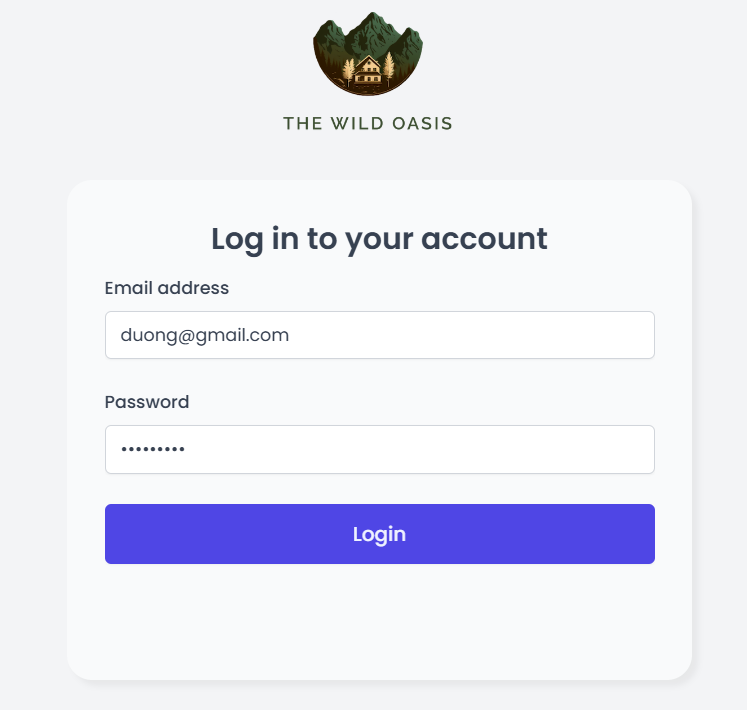 THE WILD OASIS
Log in to your account
Email address
duong@gmail.com
Password
•••••••••
Login